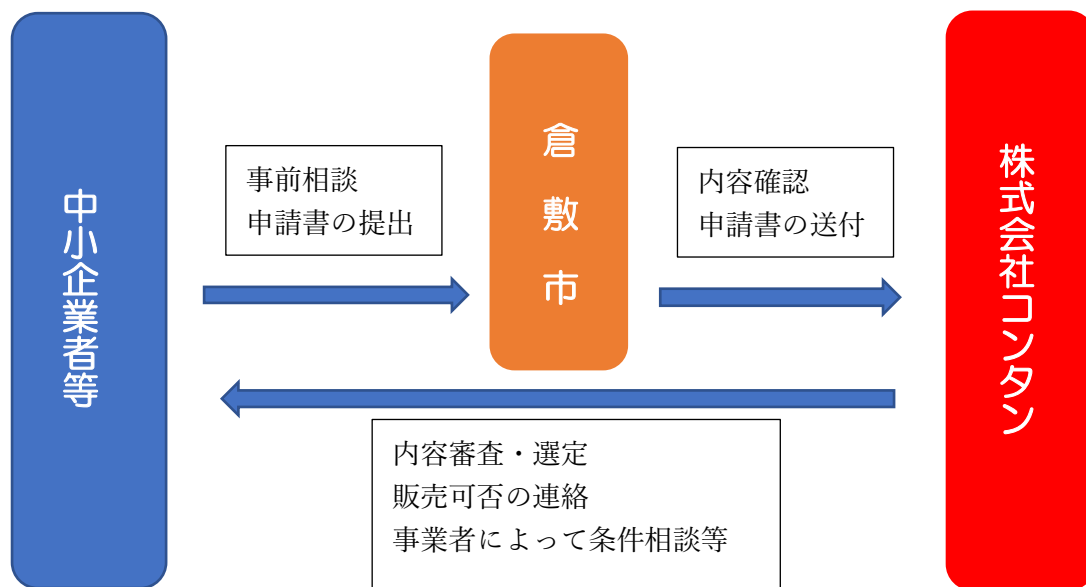 中小企業者等
事前相談
申請書の提出
倉敷市
内容確認
申請書の送付
株式会社コンタン
内容審査・選定
販売可否の連絡
事業者によって条件相談等